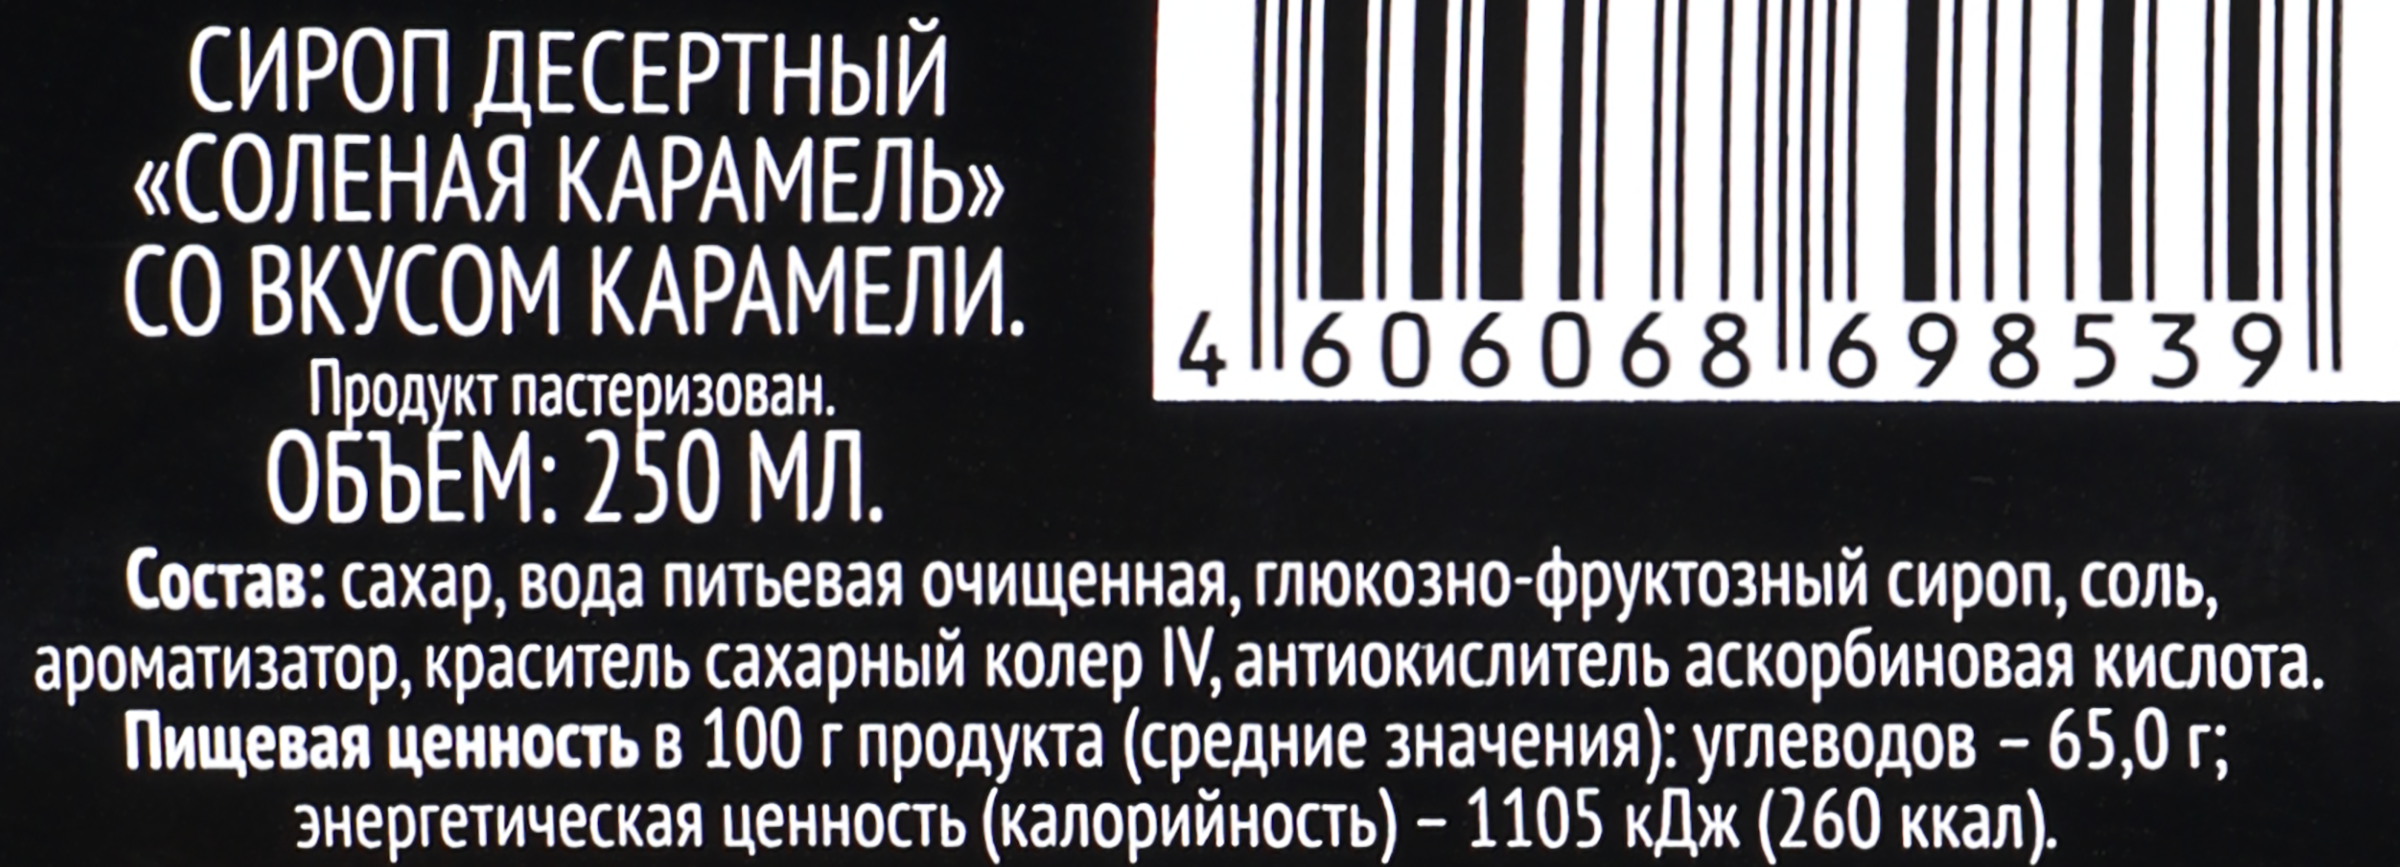 СИРОП ДЕСЕРТНЫЙ
«СОЛЕНАЯ КАРАМЕЛЬ»
СО ВКУСОМ КАРАМЕЛИ.
Продукт пастеризован.
ОБЪЕМ: 250 МЛ.
4 606068 698539
Состав: сахар, вода питьевая очищенная, глюкозно-фруктозный сироп, соль,
ароматизатор, краситель сахарный колер IV, антиокислитель аскорбиновая кислота.
Пищевая ценность в 100 г продукта (средние значения): углеводов – 65,0 г;
энергетическая ценность (калорийность) – 1105 кДж (260 ккал).